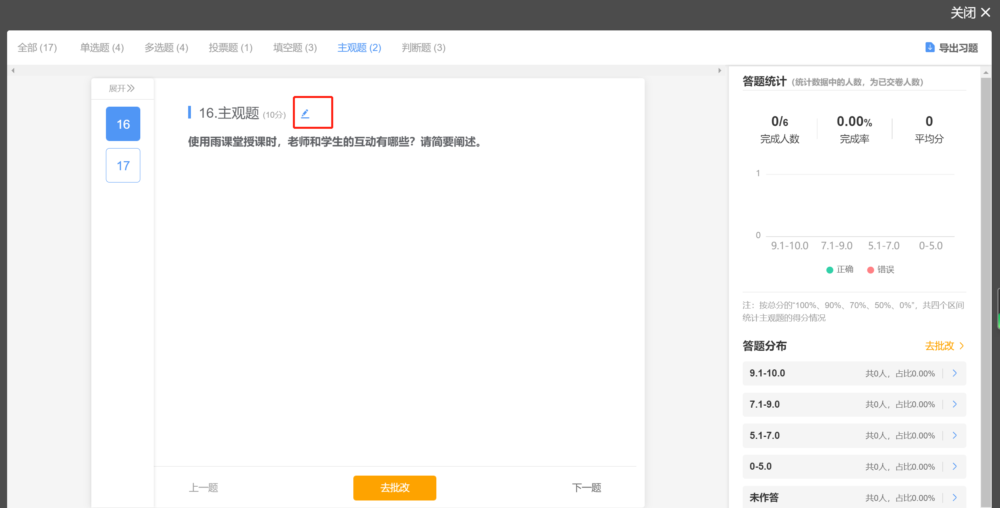 关闭
全部 (17) 单选题 (4) 多选题 (4) 投票题 (1) 填空题 (3) 主观题 (2) 判断题 (3) 导出习题
展开
16
17
16.主观题 (10分)
使用雨课堂授课时，老师和学生的互动有哪些？请简要阐述。
上一题 去批改 下一题
答题统计 (统计数据中的人数，为已交卷人数)
0/6 0.00% 0
完成人数 完成率 平均分
1
0
9.1-10.0 7.1-9.0 5.1-7.0 0-5.0
正确 错误
注：按总分的“100%、90%、70%、50%、0%”，共四个区间
统计主观题的得分情况
答题分布 去批改
9.1-10.0 共0人，占比0.00%
7.1-9.0 共0人，占比0.00%
5.1-7.0 共0人，占比0.00%
0-5.0 共0人，占比0.00%
未作答 共0人，占比0.00%